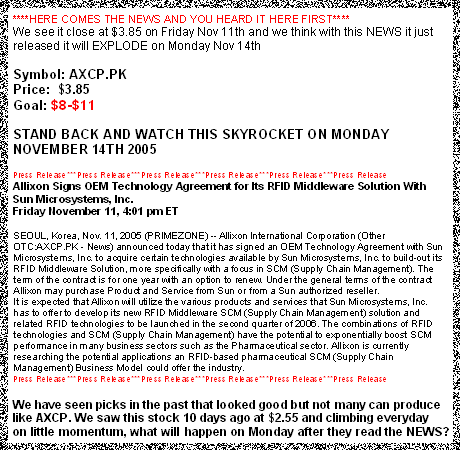 ****HERE COMES THE NEWS AND YOU HEARD IT HERE FIRST****
We see it close at $3.85 on Friday Nov 11th and we think with this NEWS it just
released it will EXPLODE on Monday Nov 14th
Symbol: AXCP.PK
Price: $3.85
Goal: $8-$11
STAND BACK AND WATCH THIS SKYROCKET ON MONDAY
NOVEMBER 14TH 2005
Press Release***Press Release***Press Release***Press Release***Press Release***Press Release
Allixon Signs OEM Technology Agreement for Its RFID Middleware Solution With
Sun Microsystems, Inc.
Friday November 11, 4:01 pm ET
SEOUL, Korea, Nov. 11, 2005 (PRIMEZONE) -- Allixon International Corporation (Other
OTC:AXCP.PK - News) announced today that it has signed an OEM Technology Agreement with Sun
Microsystems, Inc. to acquire certain technologies available by Sun Microsystems, Inc. to build-out its
RFID Middleware Solution, more specifically with a focus in SCM (Supply Chain Management). The
term of the contract is for one year with an option to renew. Under the general terms of the contract
Allixon may purchase Product and Service from Sun or from a Sun authorized reseller.
It is expected that Allixon will utilize the various products and services that Sun Microsystems, Inc.
has to offer to develop its new RFID Middleware SCM (Supply Chain Management) solution and
related RFID technologies to be launched in the second quarter of 2006. The combinations of RFID
technologies and SCM (Supply Chain Management) have the potential to exponentially boost SCM
performance in many business sectors such as the Pharmaceutical sector. Allixon is currently
researching the potential applications an RFID-based pharmaceutical SCM (Supply Chain
Management) Business Model could offer the industry.
Press Release***Press Release***Press Release***Press Release***Press Release***Press Release
We have seen picks in the past that looked good but not many can produce
like AXCP. We saw this stock 10 days ago at $2.55 and climbing everyday
on little momentum, what will happen on Monday after they read the NEWS?